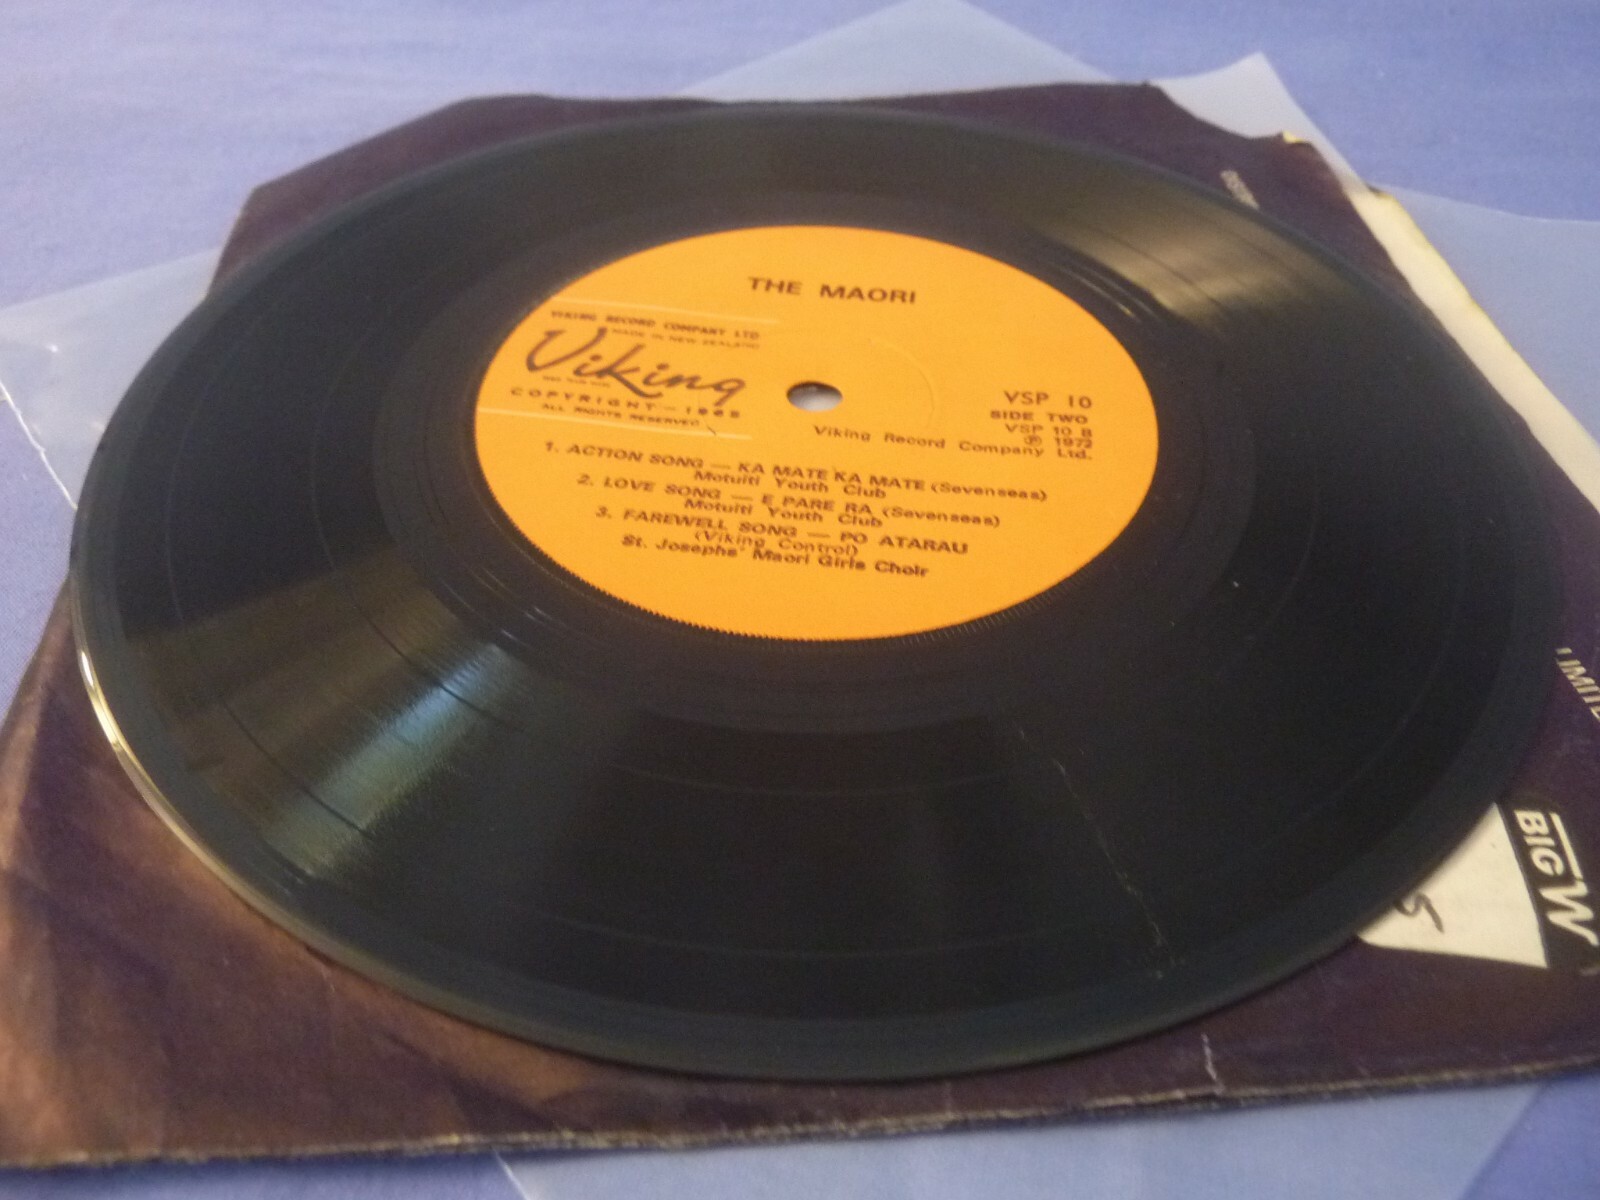 THE MAORI
VIKING RECORD COMPANY LTD
MADE IN NEW ZEALAND
Viking
COPYRIGHT — 1965
ALL RIGHTS RESERVED
VSP 10
SIDE TWO
VSP 10 B
Ⓟ 1972
Viking Record Company Ltd.
1. ACTION SONG — KA MATE KA MATE (Sevenseas)
Motuiti Youth Club
2. LOVE SONG — E PARE RA (Sevenseas)
Motuiti Youth Club
3. FAREWELL SONG — PO ATARAU
(Viking Control)
St. Josephs' Maori Girls Choir
BIG W
5